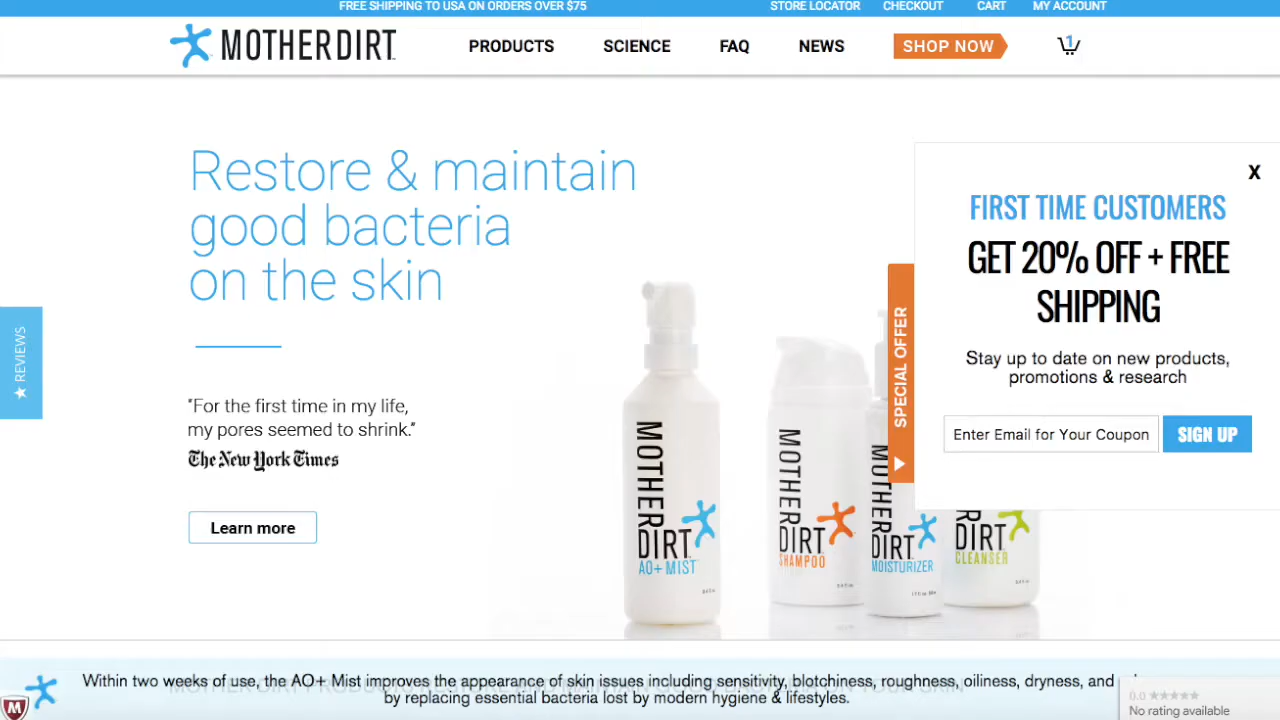 FREE SHIPPING TO USA ON ORDERS OVER $75
STORE LOCATOR CHECKOUT CART MY ACCOUNT
MOTHER DIRT
PRODUCTS SCIENCE FAQ NEWS SHOP NOW 1
Restore & maintain
good bacteria
on the skin
"For the first time in my life,
my pores seemed to shrink."
The New York Times
Learn more
★ REVIEWS
MOTHER
DIRT
AO+ MIST
MOTHER
DIRT
SHAMPOO
MOTHER
DIRT
MOISTURIZER
DIRT
CLEANSER
SPECIAL OFFER
X
FIRST TIME CUSTOMERS
GET 20% OFF + FREE
SHIPPING
Stay up to date on new products,
promotions & research
Enter Email for Your Coupon SIGN UP
Within two weeks of use, the AO+ Mist improves the appearance of skin issues including sensitivity, blotchiness, roughness, oiliness, dryness, and
by replacing essential bacteria lost by modern hygiene & lifestyles.
0.0 ★★★★★
No rating available